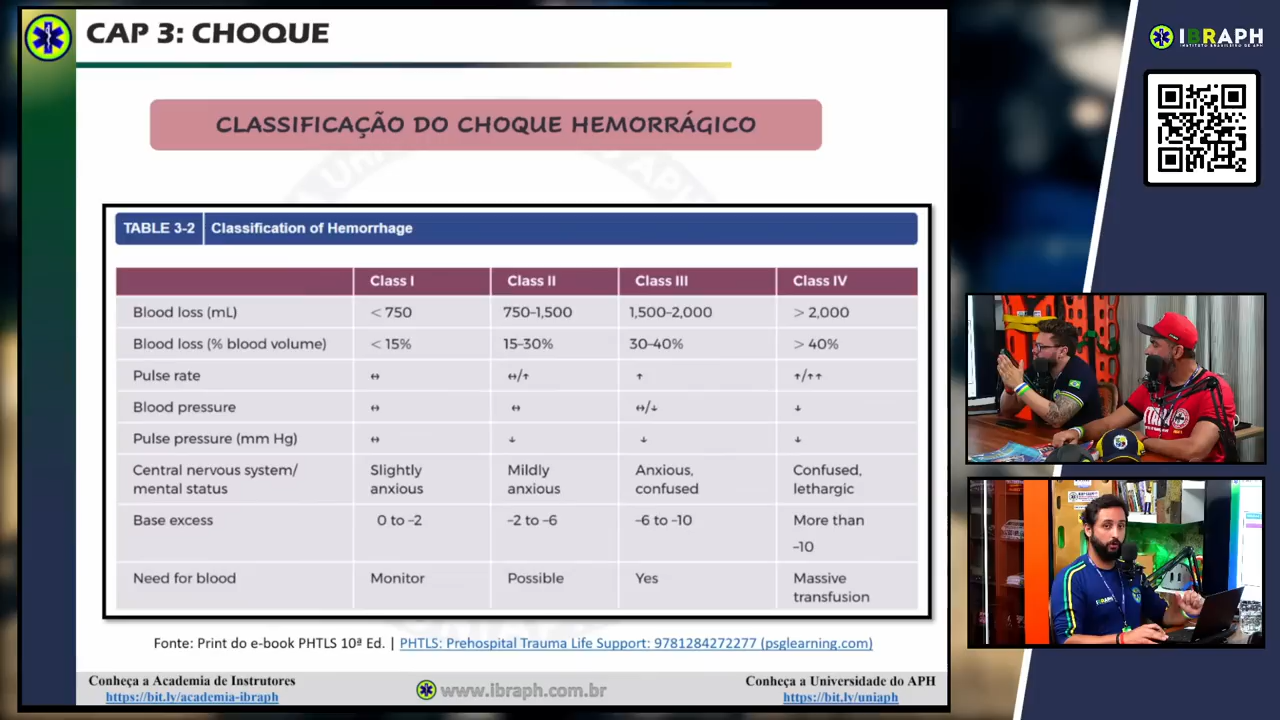 CAP 3: CHOQUE
CLASSIFICAÇÃO DO CHOQUE HEMORRÁGICO
TABLE 3-2 Classification of Hemorrhage
Class I Class II Class III Class IV
Blood loss (mL) < 750 750–1,500 1,500–2,000 > 2,000
Blood loss (% blood volume) < 15% 15–30% 30–40% > 40%
Pulse rate ↔ ↔/↑ ↑ ↑/↑↑
Blood pressure ↔ ↔ ↔/↓ ↓
Pulse pressure (mm Hg) ↔ ↓ ↓ ↓
Central nervous system/ Slightly Mildly Anxious, Confused,
mental status anxious anxious confused lethargic
Base excess 0 to –2 –2 to –6 –6 to –10 More than
–10
Need for blood Monitor Possible Yes Massive
transfusion
Fonte: Print do e-book PHTLS 10ª Ed. | PHTLS: Prehospital Trauma Life Support: 9781284272277 (psglearning.com)
Conheça a Academia de Instrutores
https://bit.ly/academia-ibraph
www.ibraph.com.br
Conheça a Universidade do APH
https://bit.ly/uniaph
IBRAPH
INSTITUTO BRASILEIRO DE APH